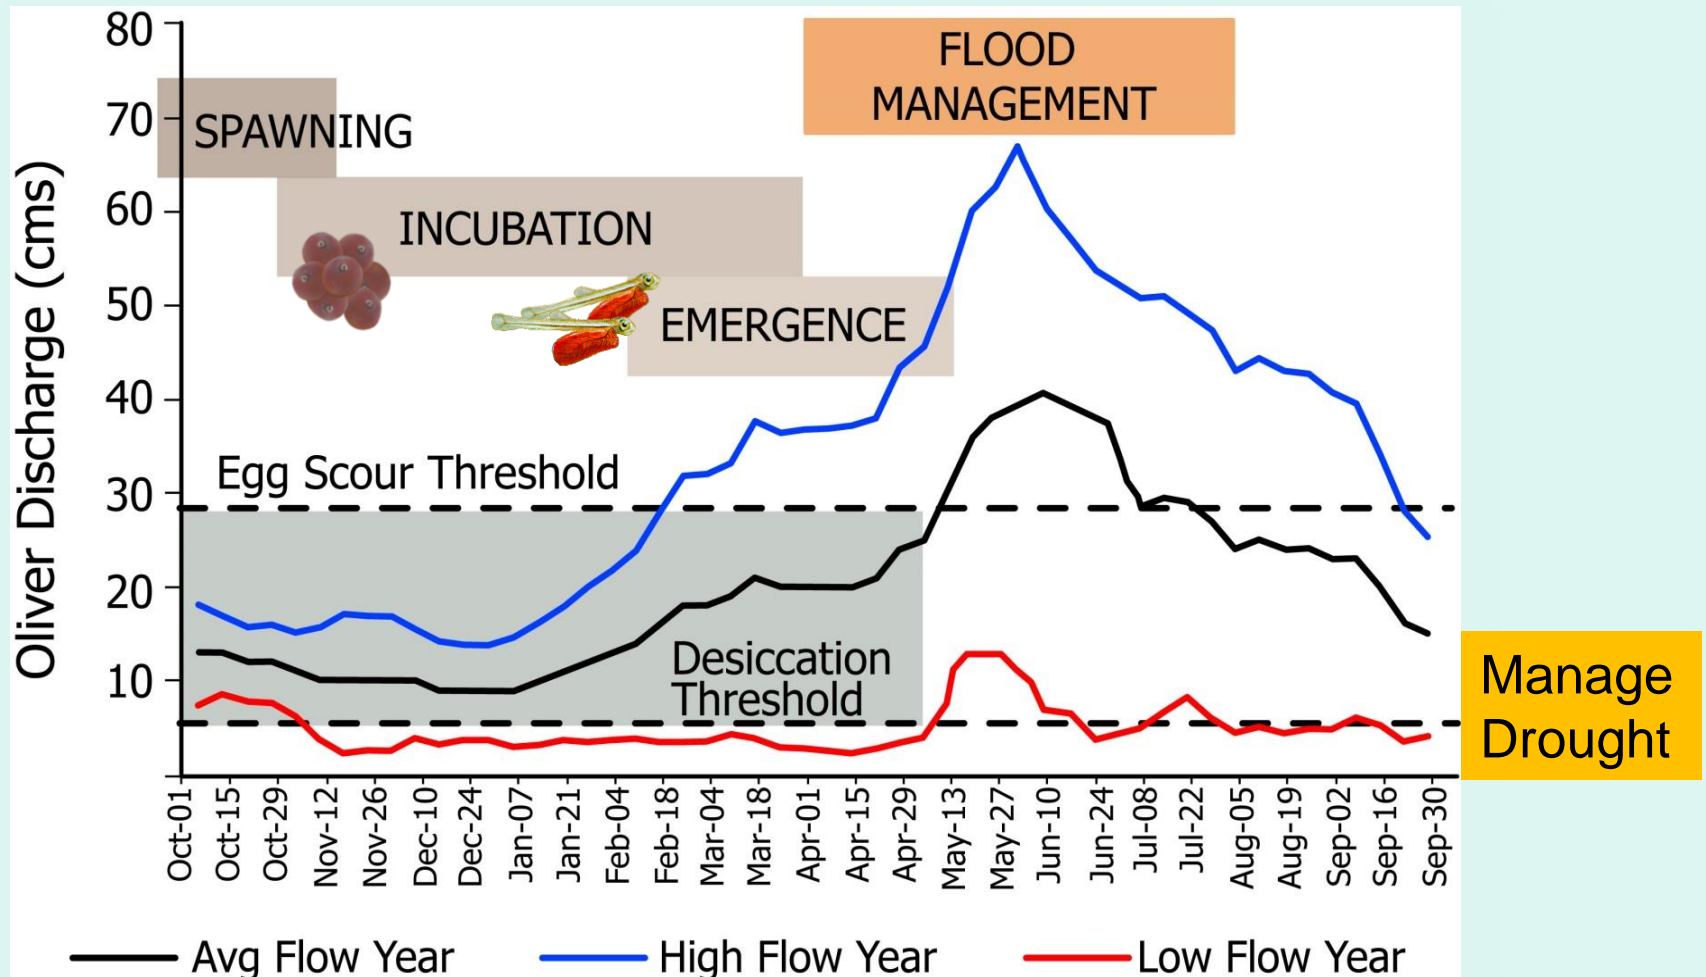 80
70
60
50
40
30
20
10
Oliver Discharge (cms)
SPAWNING
INCUBATION
EMERGENCE
FLOOD
MANAGEMENT
Egg Scour Threshold
Desiccation
Threshold
Manage
Drought
Oct-01
Oct-15
Oct-29
Nov-12
Nov-26
Dec-10
Dec-24
Jan-07
Jan-21
Feb-04
Feb-18
Mar-04
Mar-18
Apr-01
Apr-15
Apr-29
May-13
May-27
Jun-10
Jun-24
Jul-08
Jul-22
Aug-05
Aug-19
Sep-02
Sep-16
Sep-30
Avg Flow Year
High Flow Year
Low Flow Year